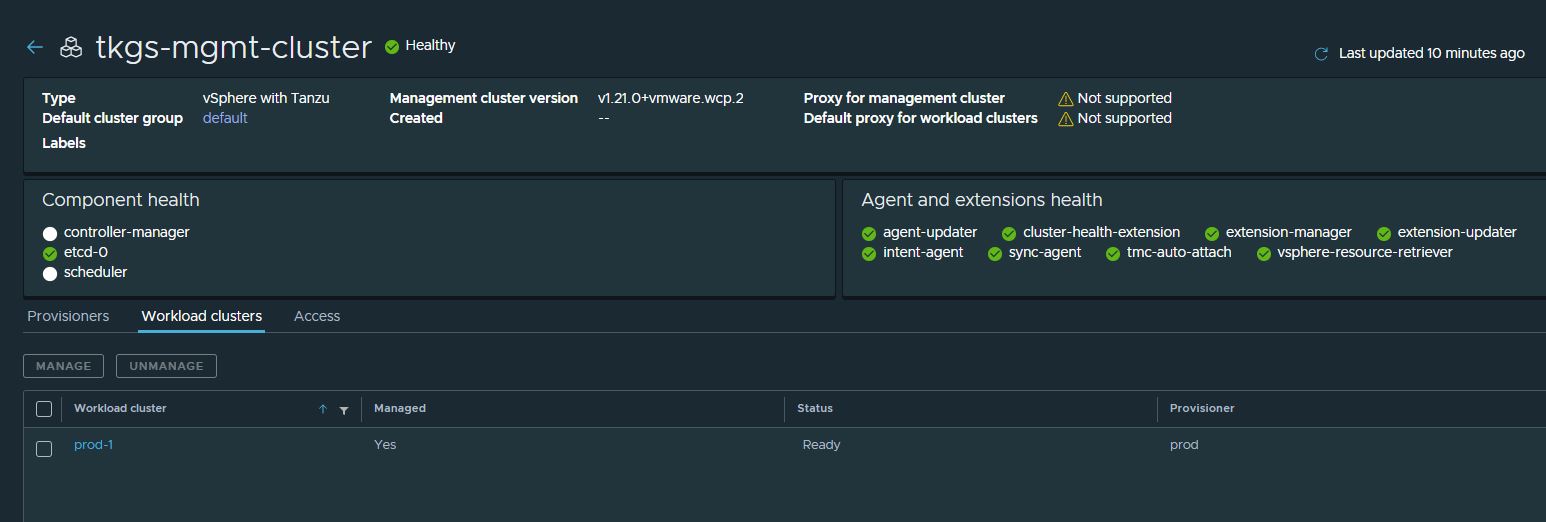 tkgs-mgmt-cluster Healthy
Last updated 10 minutes ago
Type vSphere with Tanzu Management cluster version v1.21.0+vmware.wcp.2 Proxy for management cluster Not supported
Default cluster group default Created -- Default proxy for workload clusters Not supported
Labels
Component health
controller-manager
etcd-0
scheduler
Agent and extensions health
agent-updater cluster-health-extension extension-manager extension-updater
intent-agent sync-agent tmc-auto-attach vsphere-resource-retriever
Provisioners Workload clusters Access
MANAGE UNMANAGE
Workload cluster Managed Status Provisioner
prod-1 Yes Ready prod